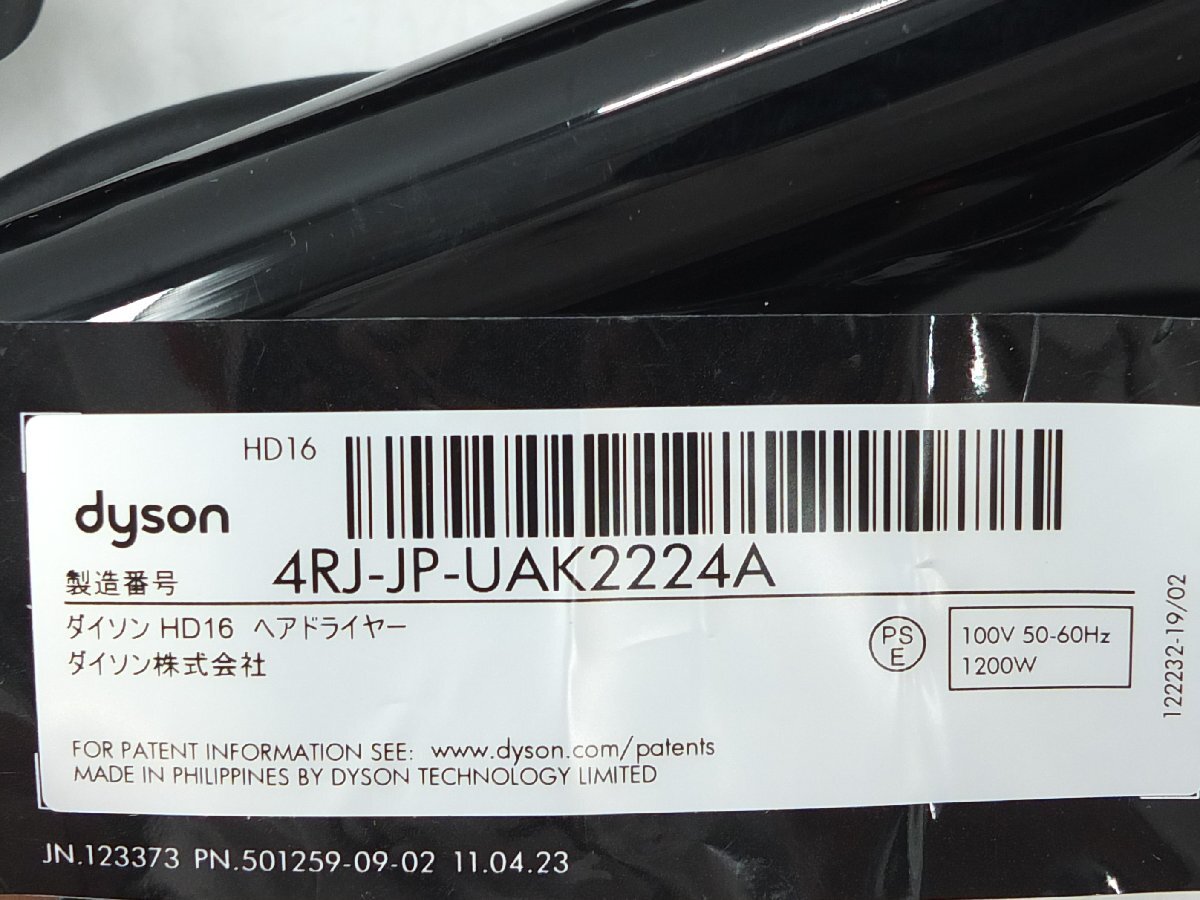 HD16
dyson
製造番号 4RJ-JP-UAK2224A
ダイソン HD16 ヘアドライヤー
ダイソン株式会社
PS
E
100V 50-60Hz
1200W
122232-19/02
FOR PATENT INFORMATION SEE: www.dyson.com/patents
MADE IN PHILIPPINES BY DYSON TECHNOLOGY LIMITED
JN.123373 PN.501259-09-02 11.04.23